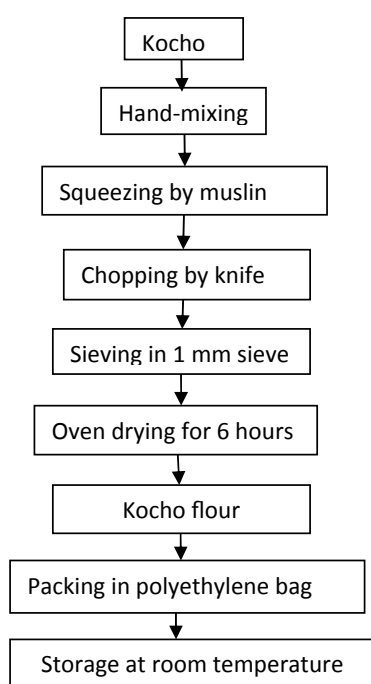 Kocho
Hand-mixing
Squeezing by muslin
Chopping by knife
Sieving in 1 mm sieve
Oven drying for 6 hours
Kocho flour
Packing in polyethylene bag
Storage at room temperature